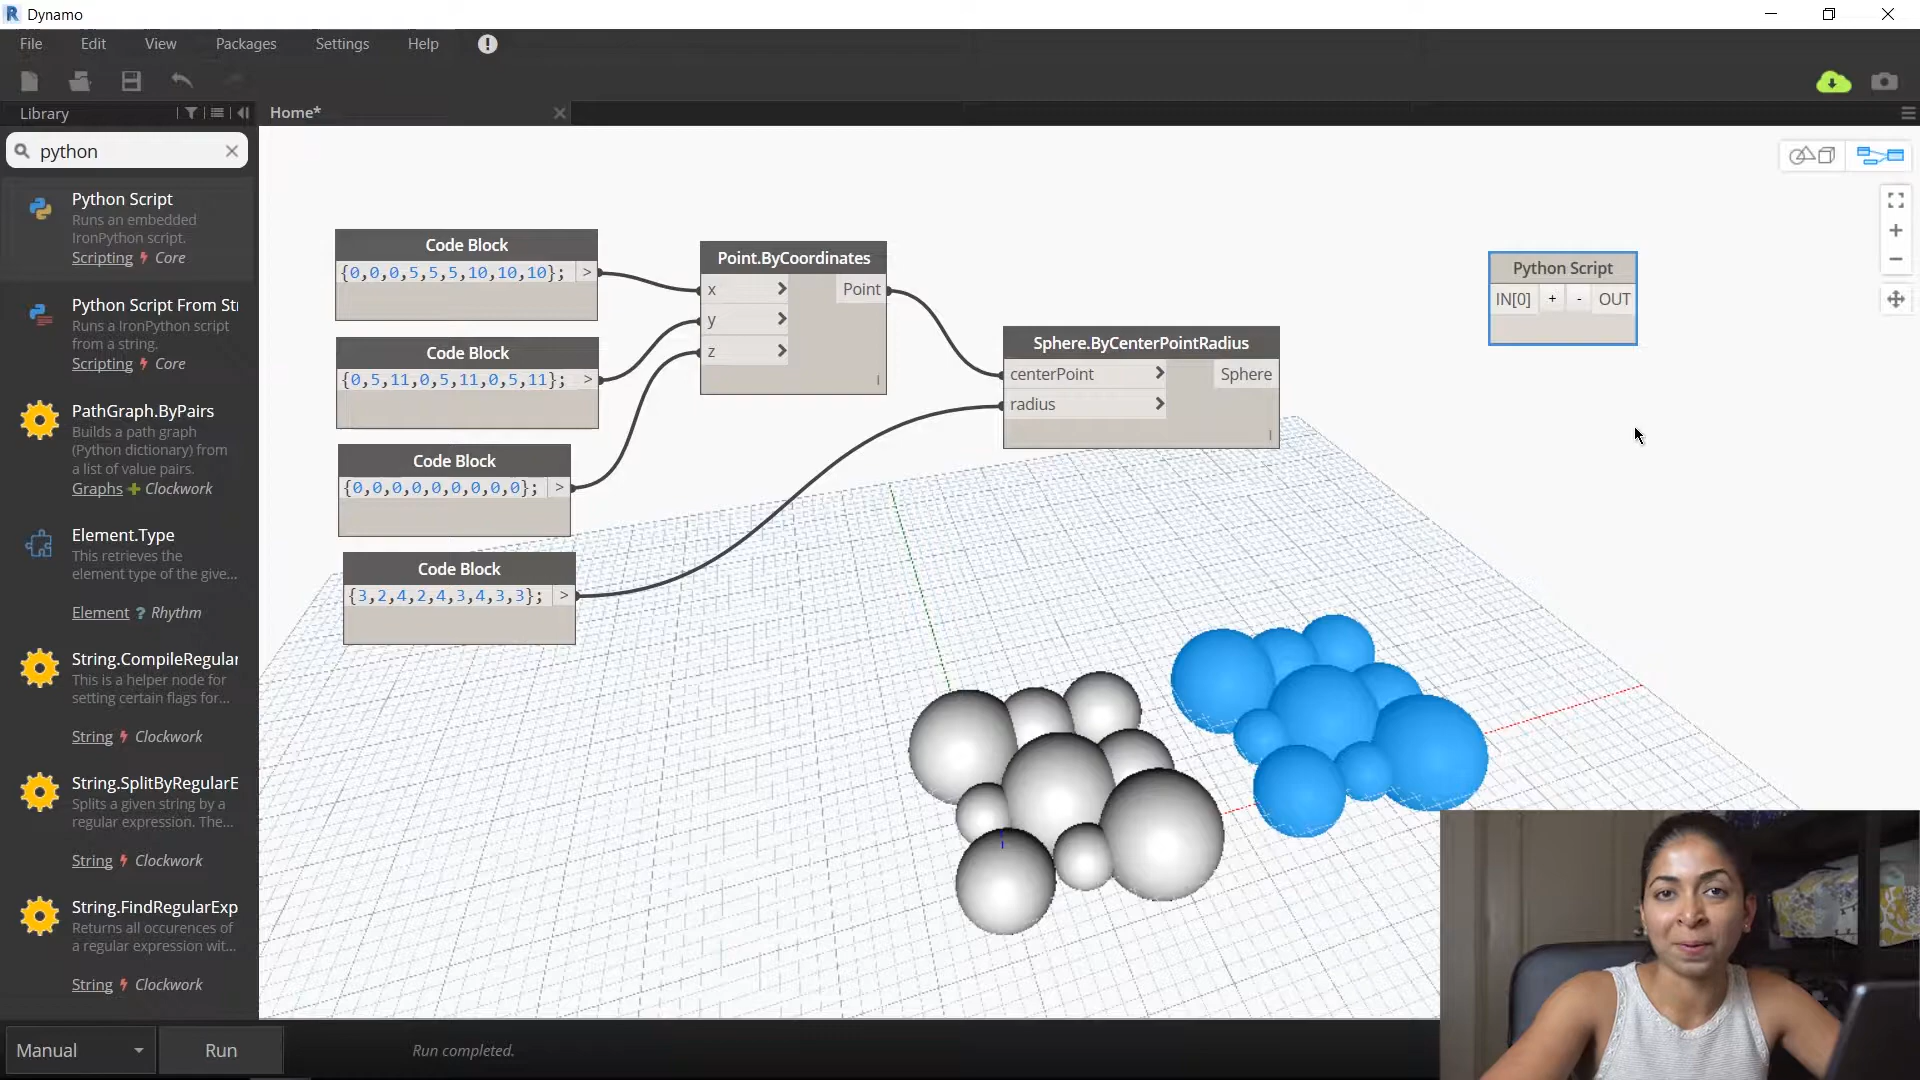 Dynamo
File Edit View Packages Settings Help
Library
Home*
python
Python Script
Runs an embedded
IronPython script.
Scripting Core
Python Script From Str
Runs a IronPython script
from a string.
Scripting Core
PathGraph.ByPairs
Builds a path graph
(Python dictionary) from
a list of value pairs.
Graphs Clockwork
Element.Type
This retrieves the
element type of the give...
Element ? Rhythm
String.CompileRegular
This is a helper node for
setting certain flags for...
String Clockwork
String.SplitByRegularE
Splits a given string by a
regular expression. The...
String Clockwork
String.FindRegularExp
Returns all occurences of
a regular expression wit...
String Clockwork
Code Block
{0,0,0,5,5,5,10,10,10}; >
Code Block
{0,5,11,0,5,11,0,5,11}; >
Code Block
{0,0,0,0,0,0,0,0,0}; >
Code Block
{3,2,4,2,4,3,4,3,3}; >
Point.ByCoordinates
x > Point
y >
z >
Sphere.ByCenterPointRadius
centerPoint > Sphere
radius >
Python Script
IN[0] + - OUT
Manual Run Run completed.